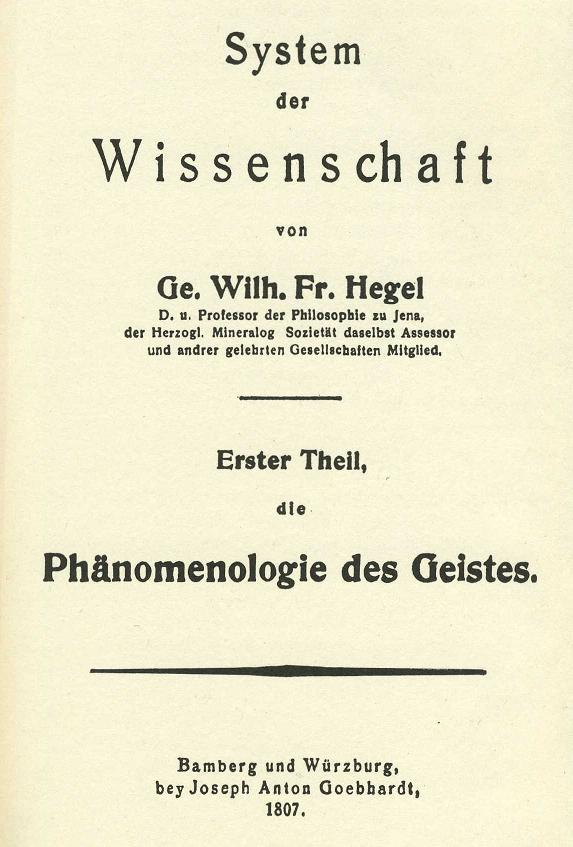 System
der
Wissenschaft
von
Ge. Wilh. Fr. Hegel
D. u. Professor der Philosophie zu Jena,
der Herzogl. Mineralog Sozietät daselbst Assessor
und andrer gelehrten Gesellschaften Mitglied.
Erster Theil,
die
Phänomenologie des Geistes.
Bamberg und Würzburg,
bey Joseph Anton Goebhardt,
1807.